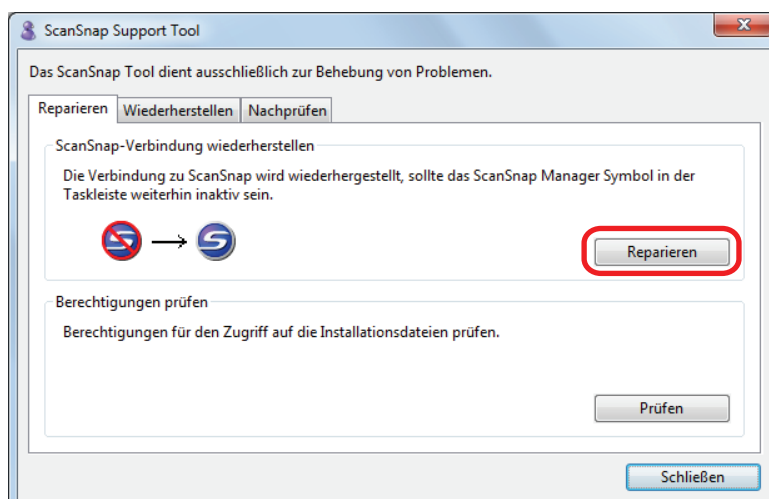 ScanSnap Support Tool
Das ScanSnap Tool dient ausschließlich zur Behebung von Problemen.
Reparieren Wiederherstellen Nachprüfen
ScanSnap-Verbindung wiederherstellen
Die Verbindung zu ScanSnap wird wiederhergestellt, sollte das ScanSnap Manager Symbol in der
Taskleiste weiterhin inaktiv sein.
Reparieren
Berechtigungen prüfen
Berechtigungen für den Zugriff auf die Installationsdateien prüfen.
Prüfen
Schließen